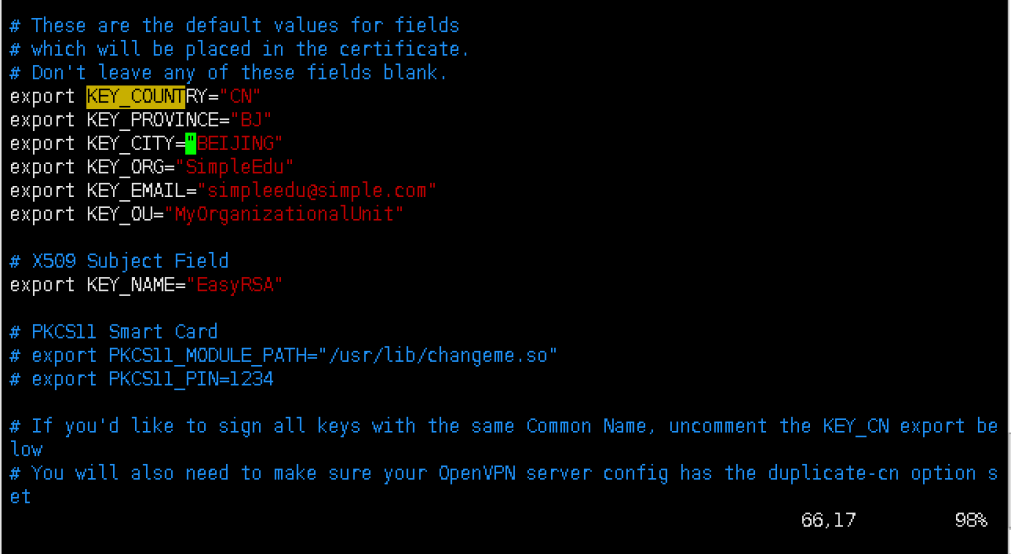 # These are the default values for fields
# which will be placed in the certificate.
# Don't leave any of these fields blank.
export KEY_COUNTRY="CN"
export KEY_PROVINCE="BJ"
export KEY_CITY="BEIJING"
export KEY_ORG="SimpleEdu"
export KEY_EMAIL="simpleedu@simple.com"
export KEY_OU="MyOrganizationalUnit"
# X509 Subject Field
export KEY_NAME="EasyRSA"
# PKCS11 Smart Card
# export PKCS11_MODULE_PATH="/usr/lib/changeme.so"
# export PKCS11_PIN=1234
# If you'd like to sign all keys with the same Common Name, uncomment the KEY_CN export be
low
# You will also need to make sure your OpenVPN server config has the duplicate-cn option s
et
66,17 98%